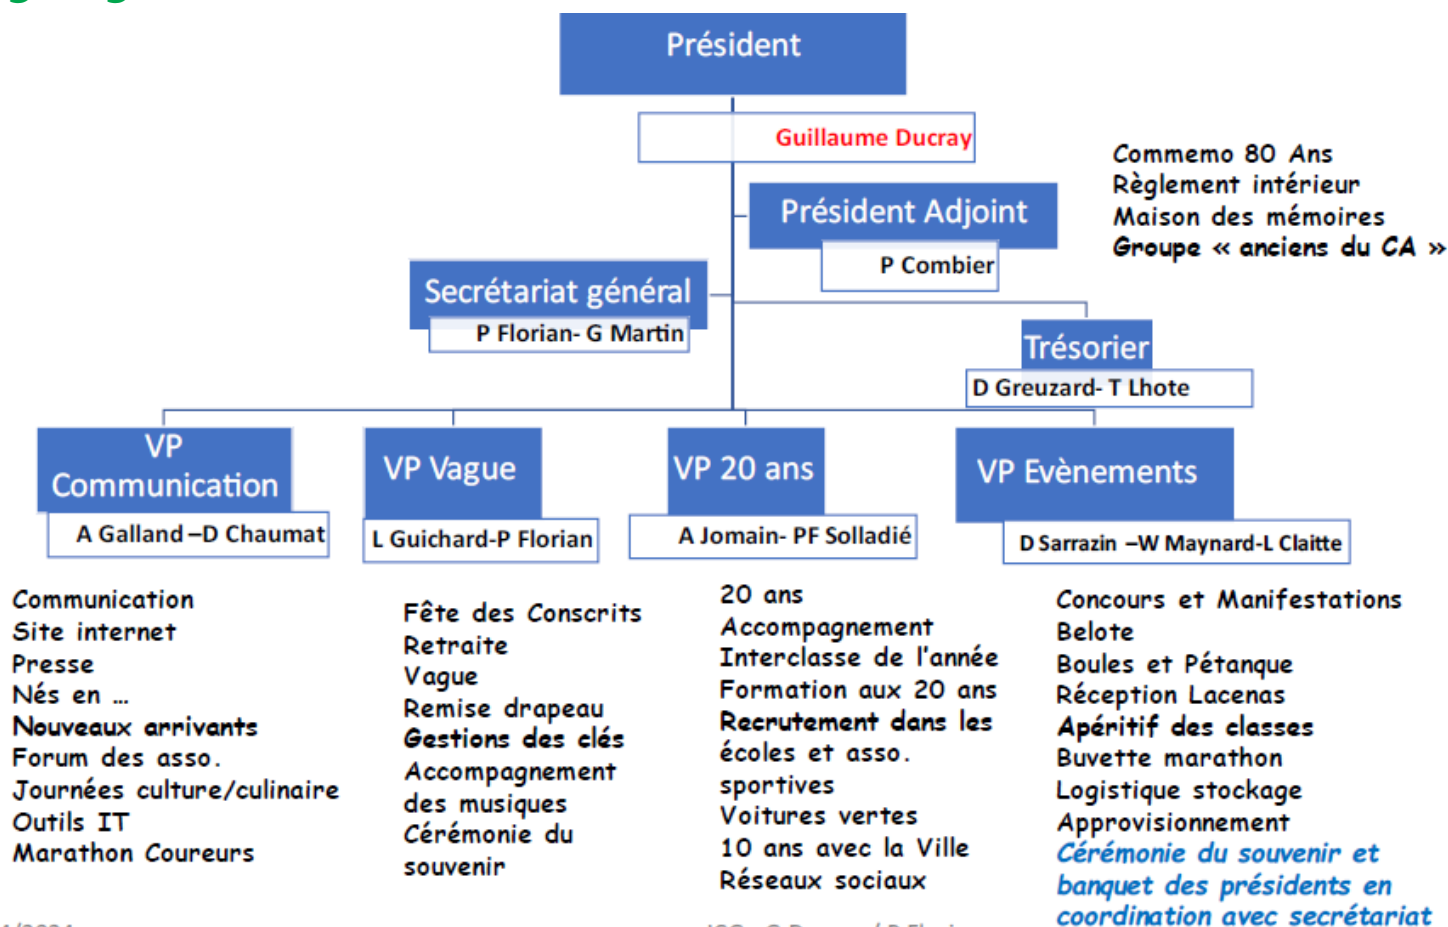 Président
Guillaume Ducray
Commemo 80 Ans
Règlement intérieur
Maison des mémoires
Groupe « anciens du CA »
Président Adjoint
P Combier
Secrétariat général
P Florian- G Martin
Trésorier
D Greuzard- T Lhote
VP
Communication
A Galland –D Chaumat
VP Vague
L Guichard-P Florian
VP 20 ans
A Jomain- PF Solladié
VP Evènements
D Sarrazin –W Maynard-L Claitte
Communication
Site internet
Presse
Nés en …
Nouveaux arrivants
Forum des asso.
Journées culture/culinaire
Outils IT
Marathon Coureurs
Fête des Conscrits
Retraite
Vague
Remise drapeau
Gestions des clés
Accompagnement
des musiques
Cérémonie du
souvenir
20 ans
Accompagnement
Interclasse de l'année
Formation aux 20 ans
Recrutement dans les
écoles et asso.
sportives
Voitures vertes
10 ans avec la Ville
Réseaux sociaux
Concours et Manifestations
Belote
Boules et Pétanque
Réception Lacenas
Apéritif des classes
Buvette marathon
Logistique stockage
Approvisionnement
Cérémonie du souvenir et
banquet des présidents en
coordination avec secrétariat